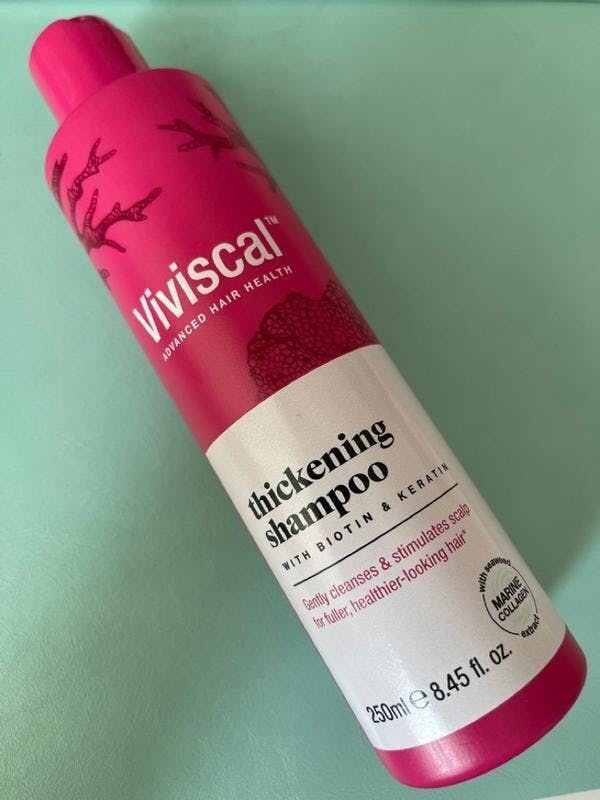 Viviscal™
ADVANCED HAIR HEALTH
thickening
shampoo
WITH BIOTIN & KERATIN
Gently cleanses & stimulates scalp
for fuller, healthier-looking hair*
with seaweed
MARINE
COLLAGEN
extract
250ml ℮ 8.45 fl. oz.